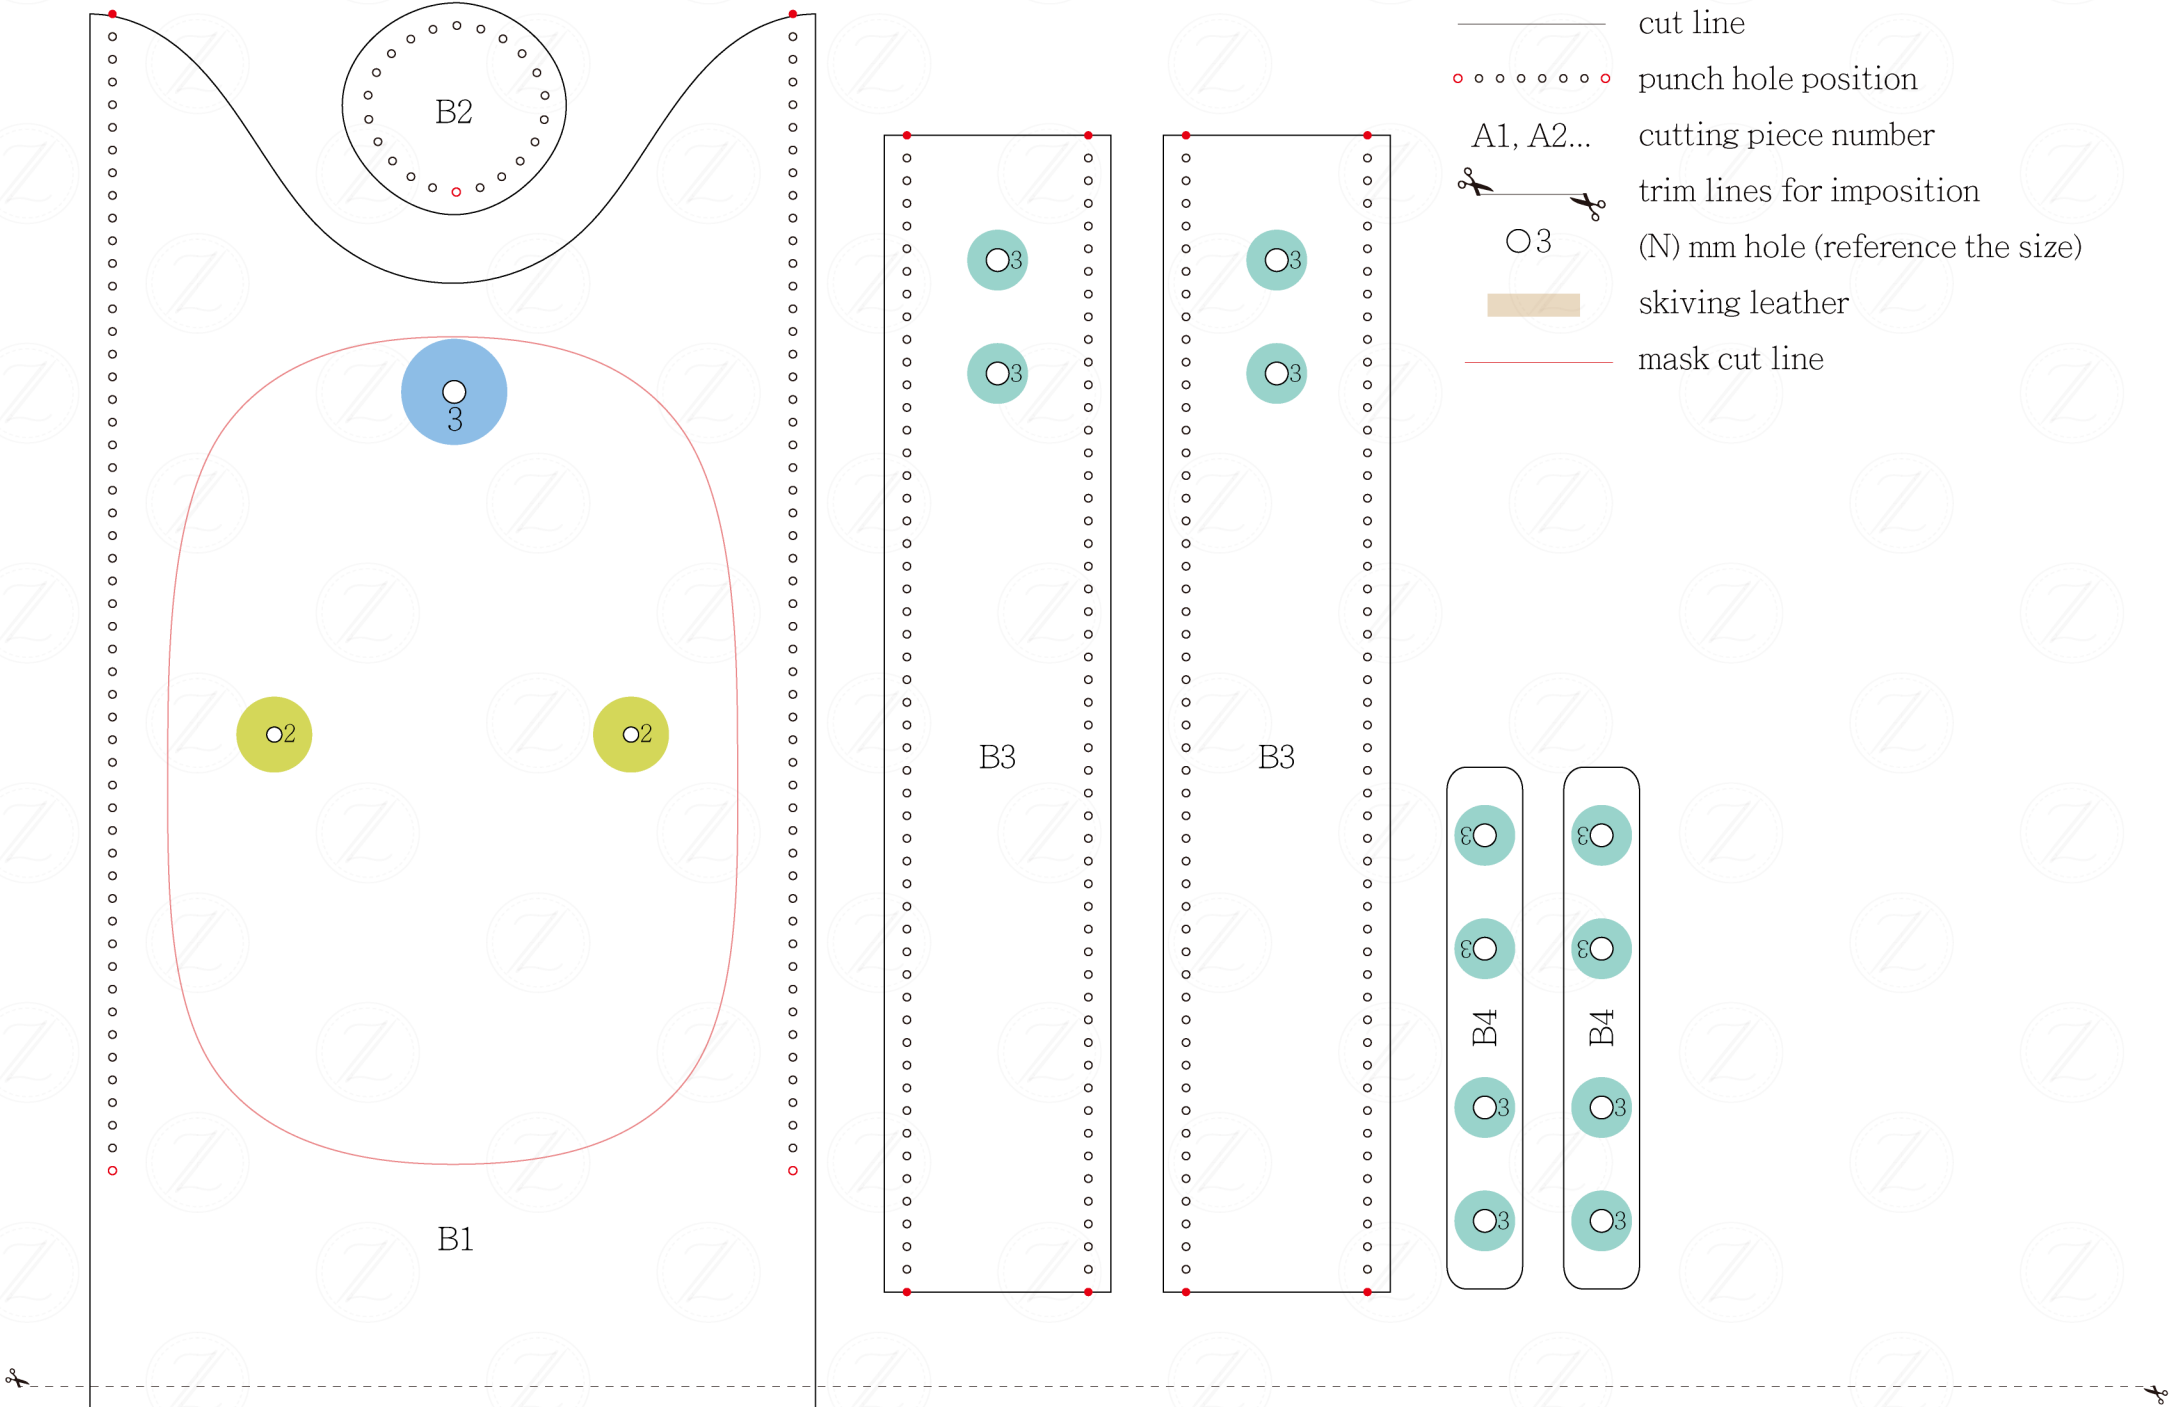 cut line
punch hole position
A1, A2... cutting piece number
trim lines for imposition
3 (N) mm hole (reference the size)
skiving leather
mask cut line
B2
3
2
2
B1
3
3
B3
3
3
B3
3
3
B4
3
3
3
3
B4
3
3